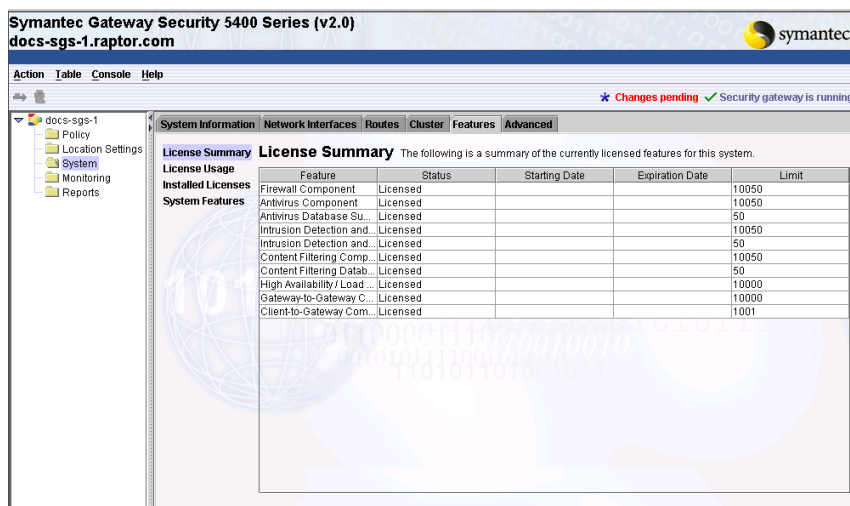 Symantec Gateway Security 5400 Series (v2.0)
docs-sgs-1.raptor.com
symantec
Action Table Console Help
Changes pending Security gateway is running
docs-sgs-1
Policy
Location Settings
System
Monitoring
Reports
System Information Network Interfaces Routes Cluster Features Advanced
License Summary
License Usage
Installed Licenses
System Features
License Summary The following is a summary of the currently licensed features for this system.
Feature Status Starting Date Expiration Date Limit
Firewall Component Licensed 10050
Antivirus Component Licensed 10050
Antivirus Database Su... Licensed 50
Intrusion Detection and... Licensed 10050
Intrusion Detection and... Licensed 50
Content Filtering Comp... Licensed 10050
Content Filtering Datab... Licensed 50
High Availability / Load ... Licensed 10000
Gateway-to-Gateway C... Licensed 10000
Client-to-Gateway Com... Licensed 1001